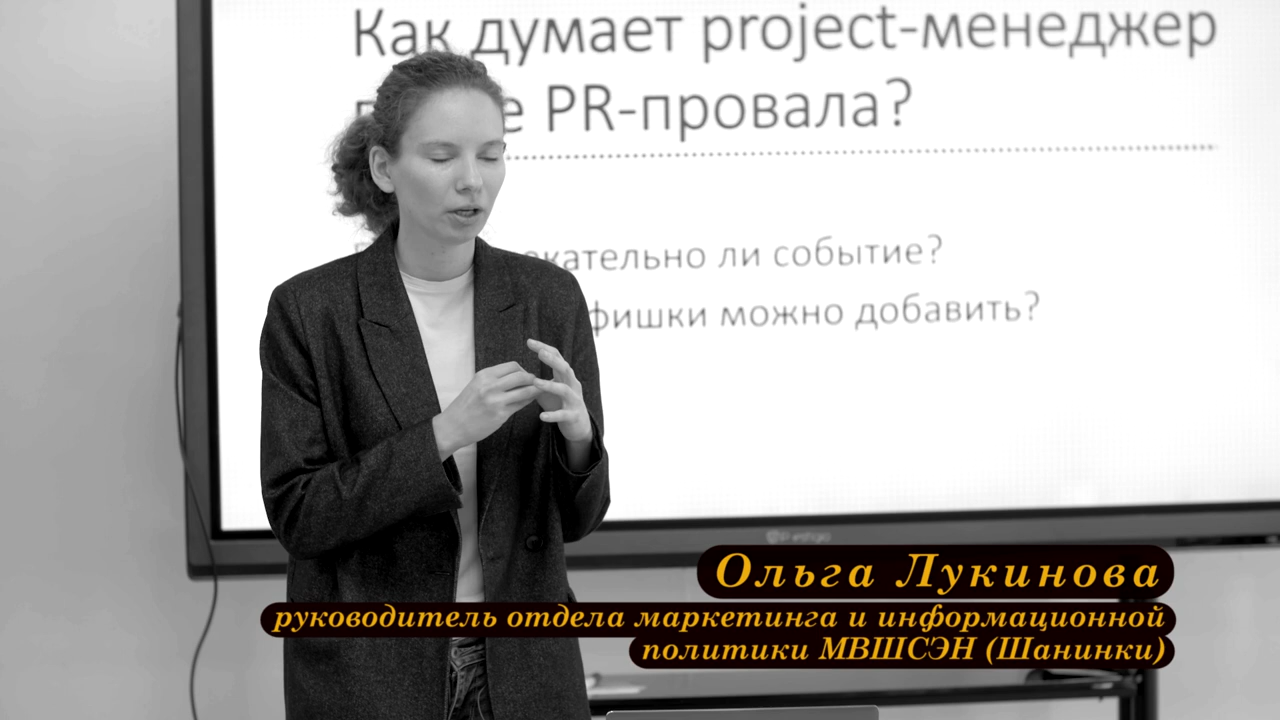 Как думает project-менеджер
PR-провала?
ли событие?
фишки можно добавить?
Ольга Лукинова
руководитель отдела маркетинга и информационной
политики МВШСЭН (Шанинки)